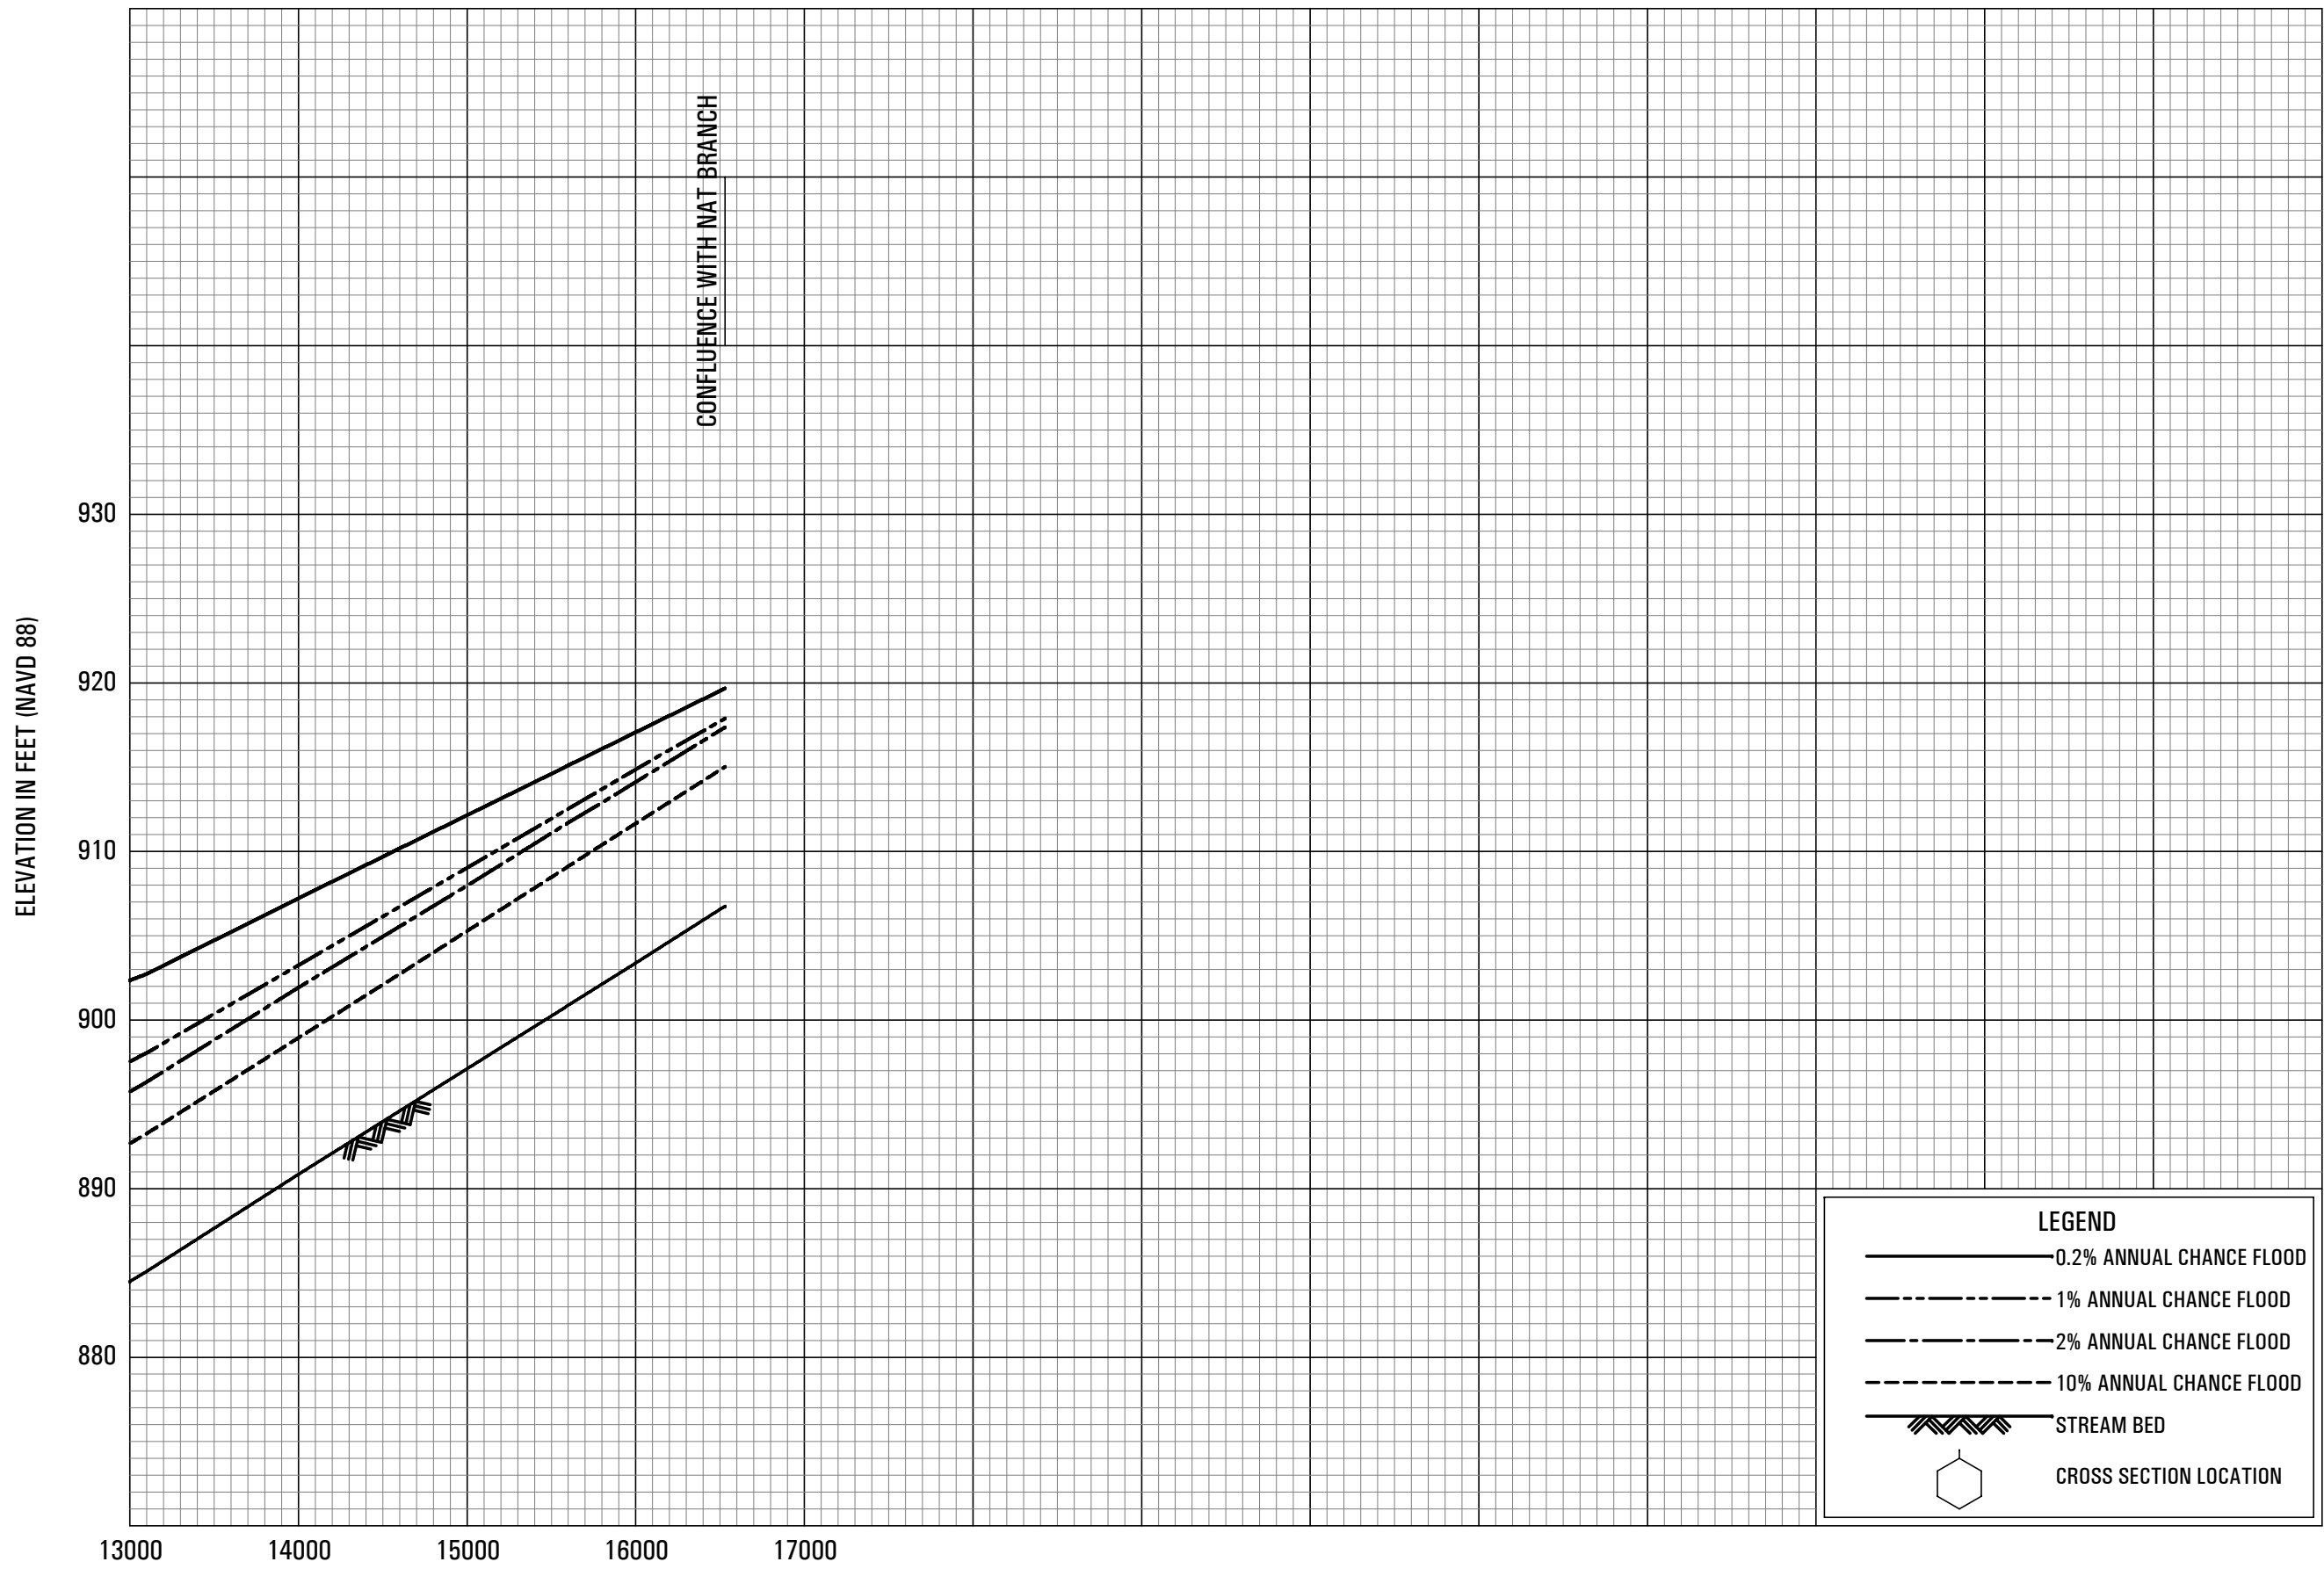 CONFLUENCE WITH NAT BRANCH
ELEVATION IN FEET (NAVD 88)
930
920
910
900
890
880
13000 14000 15000 16000 17000
LEGEND
0.2% ANNUAL CHANCE FLOOD
1% ANNUAL CHANCE FLOOD
2% ANNUAL CHANCE FLOOD
10% ANNUAL CHANCE FLOOD
STREAM BED
CROSS SECTION LOCATION